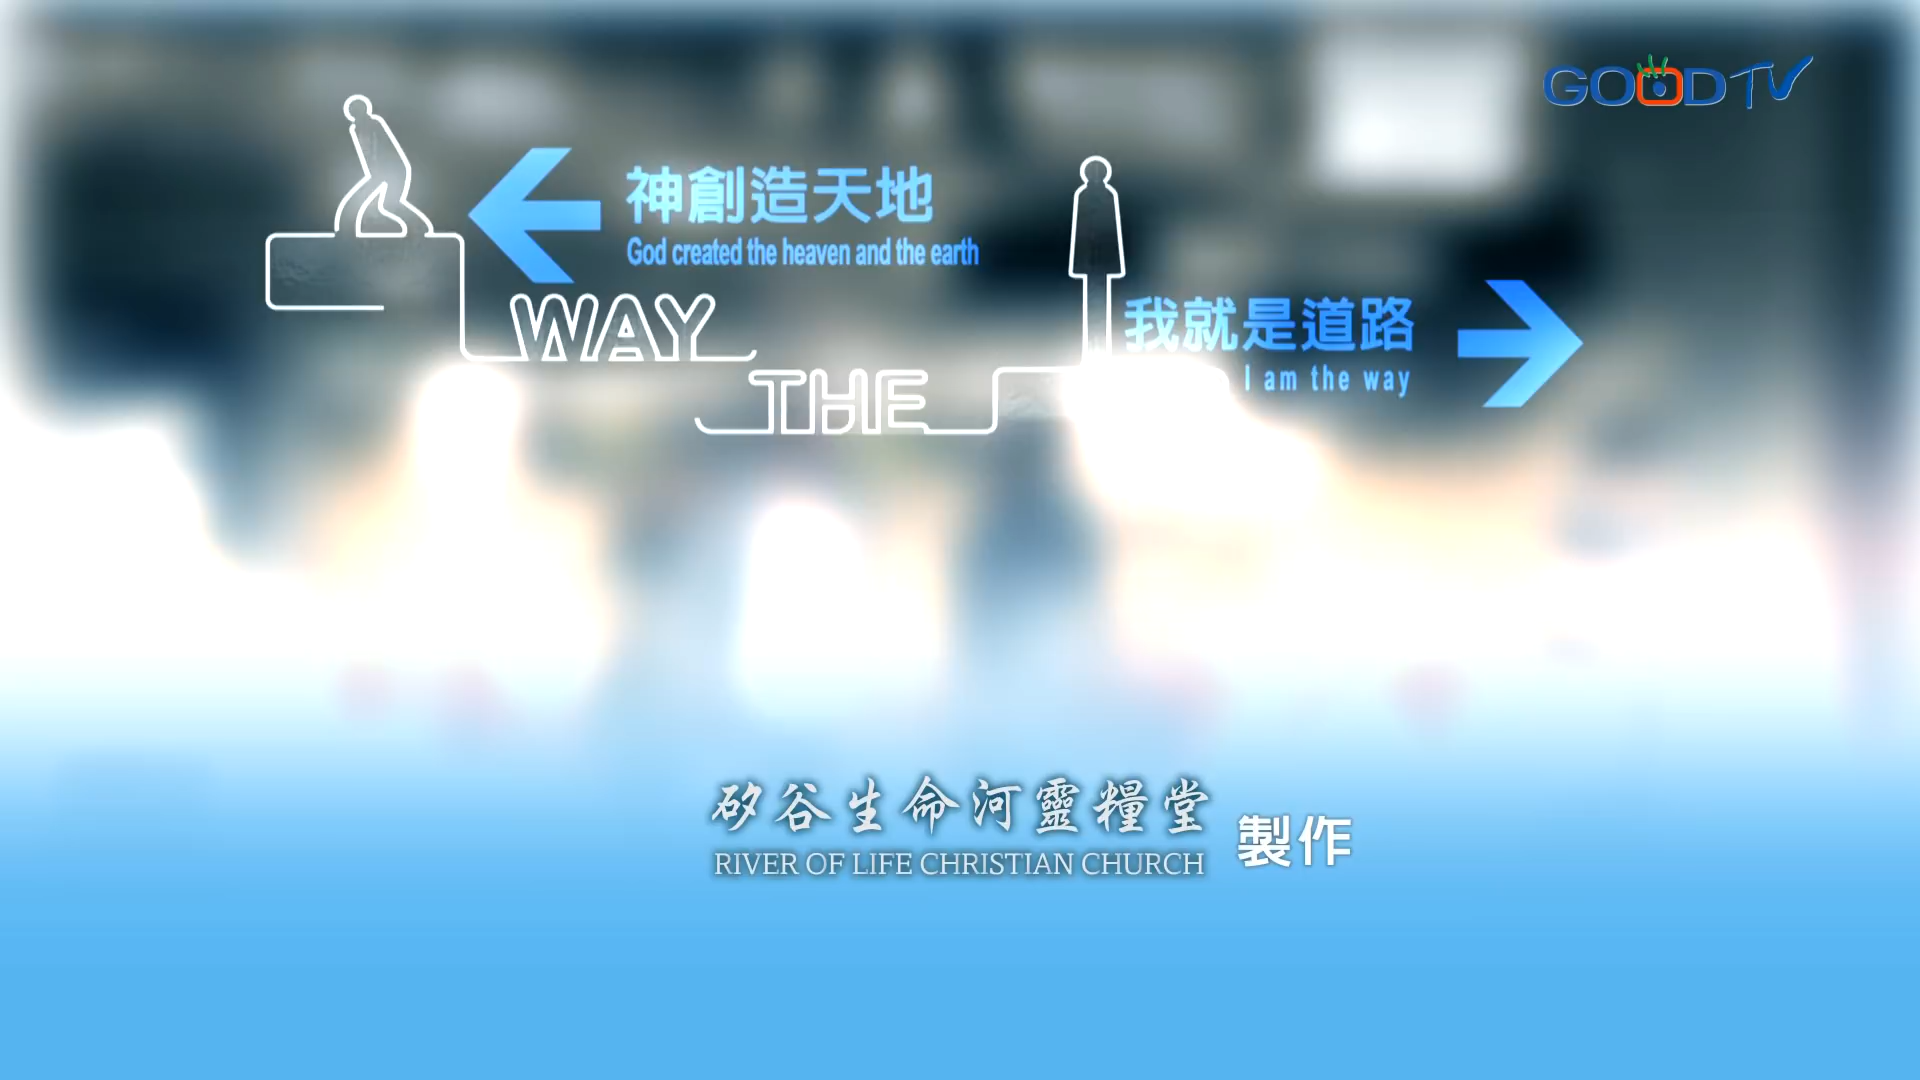 GOODTV
神創造天地
God created the heaven and the earth
WAY
我就是道路
I am the way
THE
矽谷生命河靈糧堂
RIVER OF LIFE CHRISTIAN CHURCH
製作